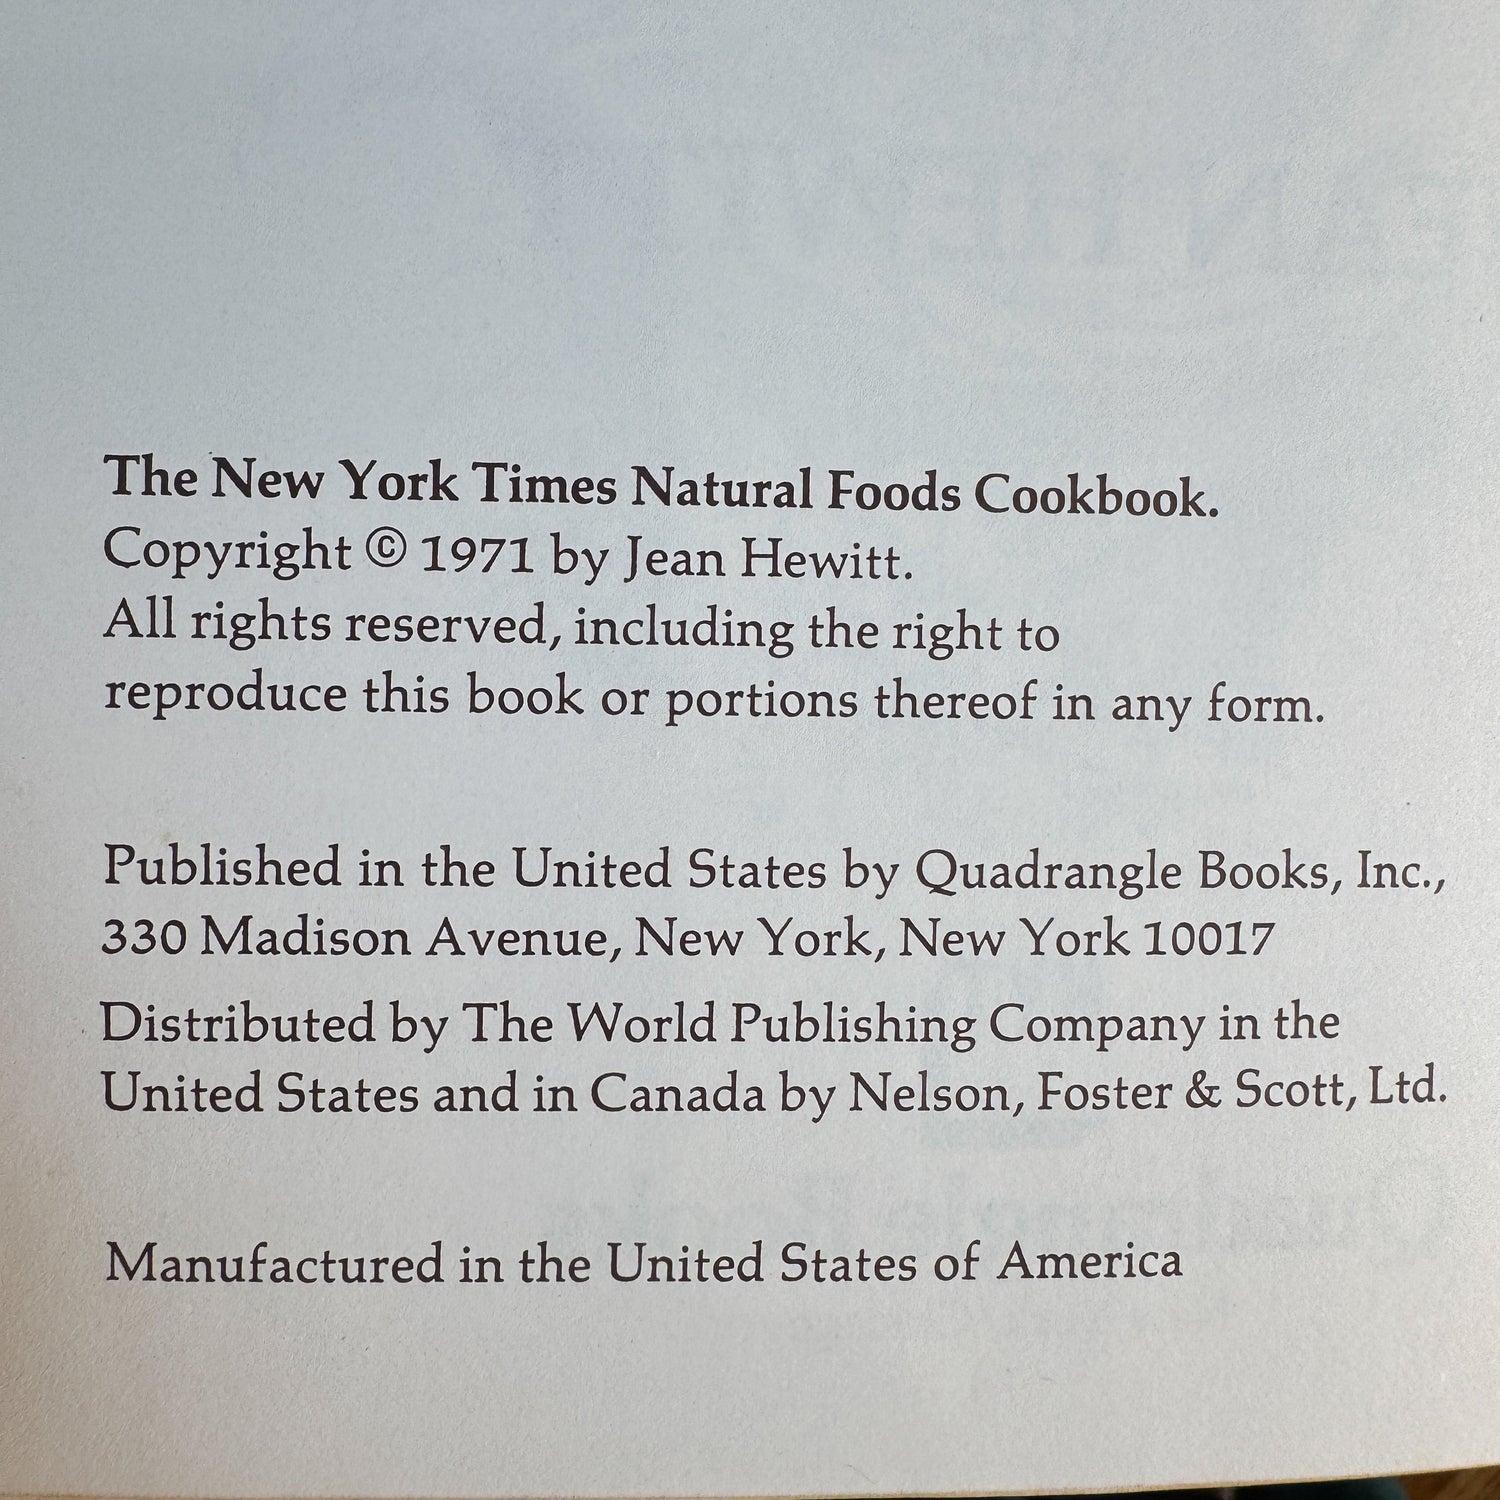 The New York Times Natural Foods Cookbook.
Copyright © 1971 by Jean Hewitt.
All rights reserved, including the right to
reproduce this book or portions thereof in any form.
Published in the United States by Quadrangle Books, Inc.,
330 Madison Avenue, New York, New York 10017
Distributed by The World Publishing Company in the
United States and in Canada by Nelson, Foster & Scott, Ltd.
Manufactured in the United States of America